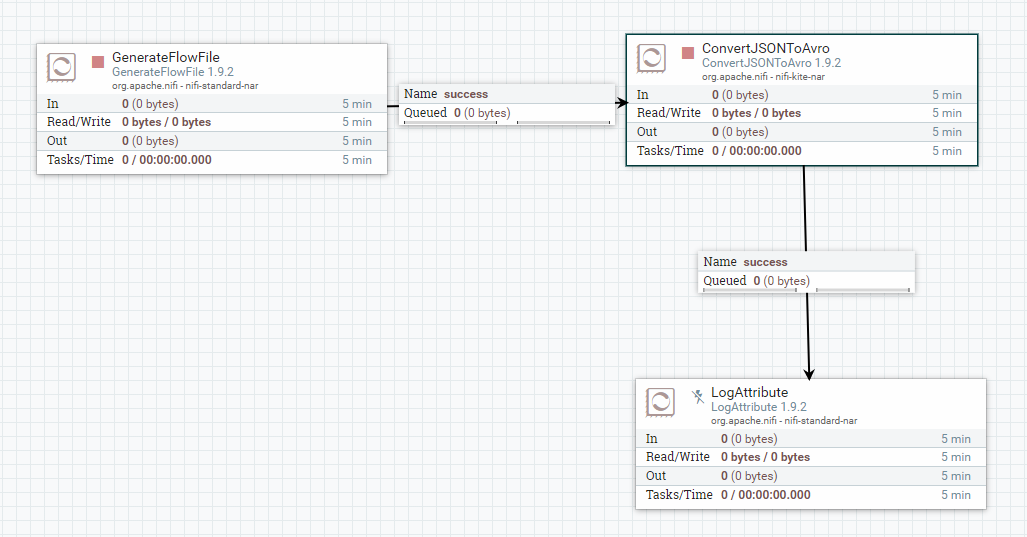 GenerateFlowFile
GenerateFlowFile 1.9.2
org.apache.nifi - nifi-standard-nar
In 0 (0 bytes) 5 min
Read/Write 0 bytes / 0 bytes 5 min
Out 0 (0 bytes) 5 min
Tasks/Time 0 / 00:00:00.000 5 min
Name success
Queued 0 (0 bytes)
ConvertJSONToAvro
ConvertJSONToAvro 1.9.2
org.apache.nifi - nifi-kite-nar
In 0 (0 bytes) 5 min
Read/Write 0 bytes / 0 bytes 5 min
Out 0 (0 bytes) 5 min
Tasks/Time 0 / 00:00:00.000 5 min
Name success
Queued 0 (0 bytes)
LogAttribute
LogAttribute 1.9.2
org.apache.nifi - nifi-standard-nar
In 0 (0 bytes) 5 min
Read/Write 0 bytes / 0 bytes 5 min
Out 0 (0 bytes) 5 min
Tasks/Time 0 / 00:00:00.000 5 min